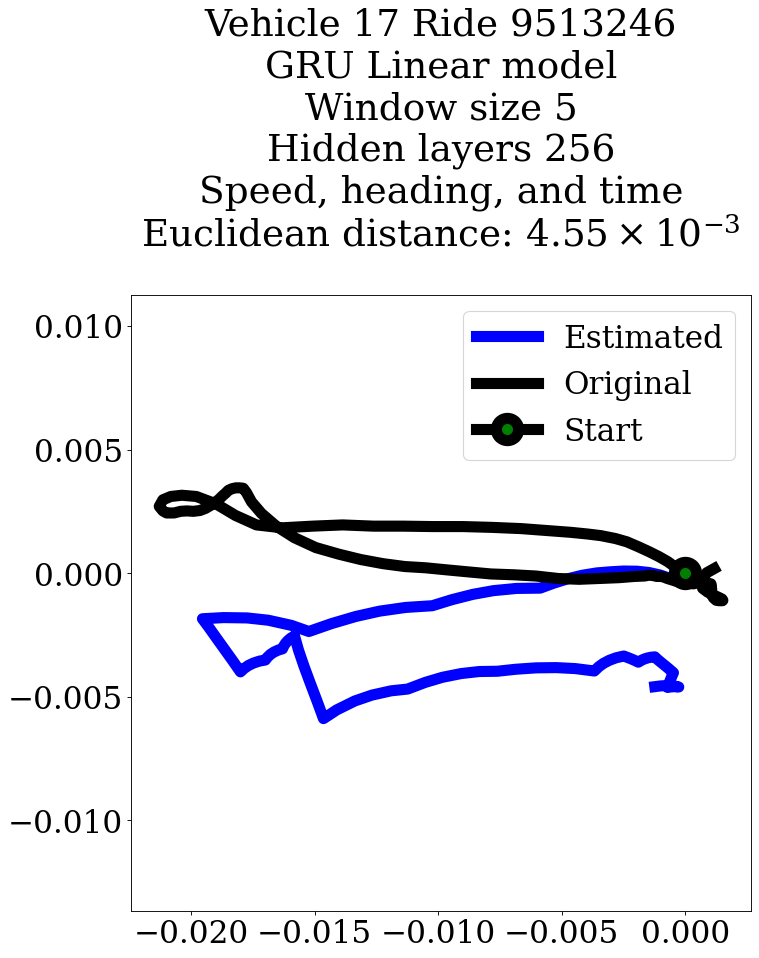 Vehicle 17 Ride 9513246
GRU Linear model
Window size 5
Hidden layers 256
Speed, heading, and time
Euclidean distance: 4.55 × 10⁻³
Estimated
Original
Start
0.010
0.005
0.000
−0.005
−0.010
−0.020 −0.015 −0.010 −0.005 0.000